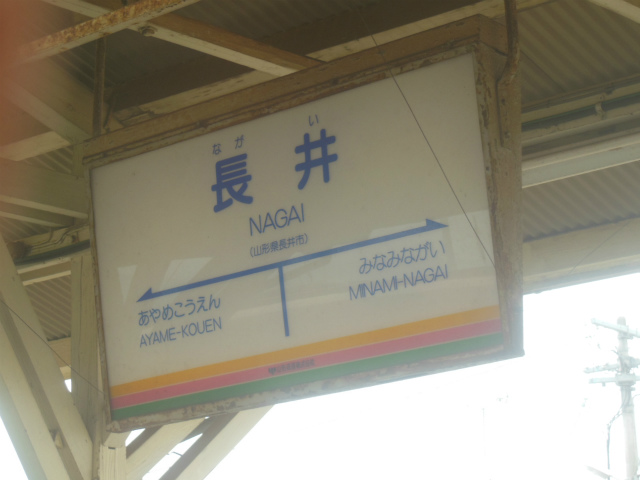 ながい
長井
NAGAI
(山形県長井市)
あやめこうえん
AYAME-KOUEN
みなみながい
MINAMI-NAGAI